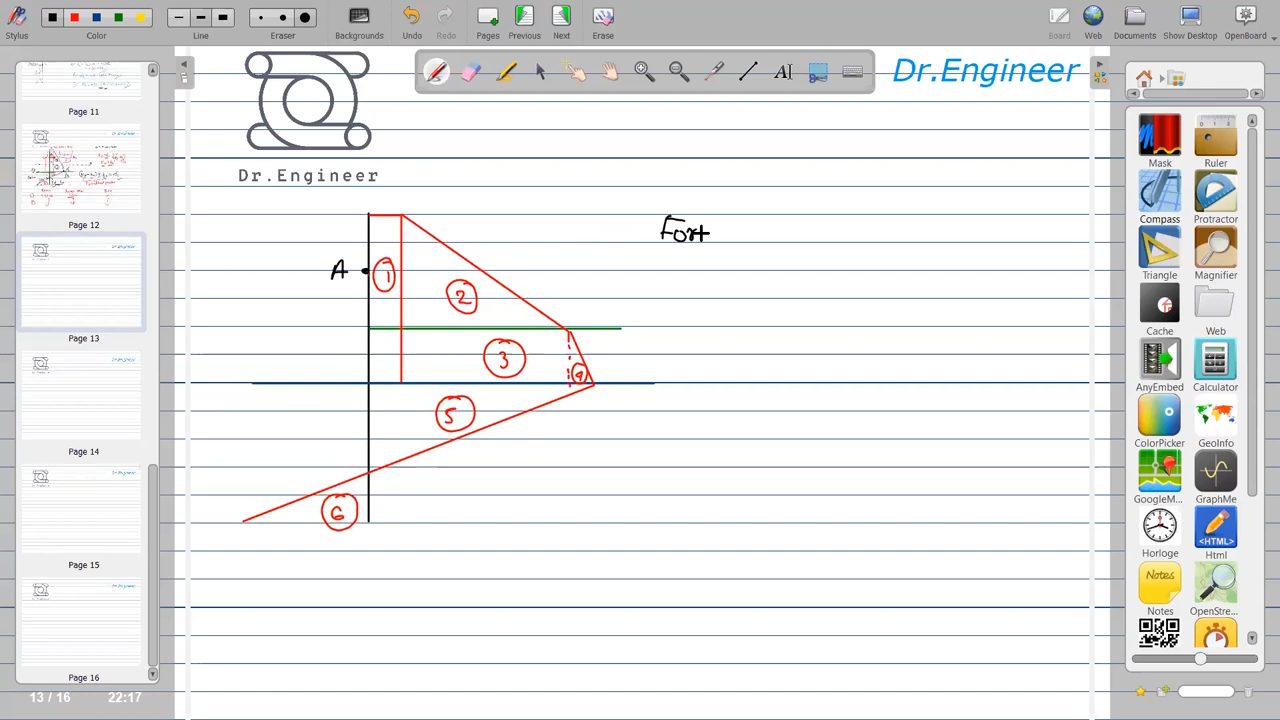 Stylus
Color
Line
Eraser
Backgrounds
Undo
Redo
Pages
Previous
Next
Erase
Board
Web
Documents
Show Desktop
OpenBoard
Page 11
Page 12
Page 13
Page 14
Page 15
Page 16
13 / 16
22:17
Dr.Engineer
Dr.Engineer
A
1
2
3
4
5
6
For
Mask
Ruler
Compass
Protractor
Triangle
Magnifier
Cache
Web
AnyEmbed
Calculator
ColorPicker
GeoInfo
GoogleM...
GraphMe
Horloge
<HTML>
Html
Notes
Notes
OpenStre...